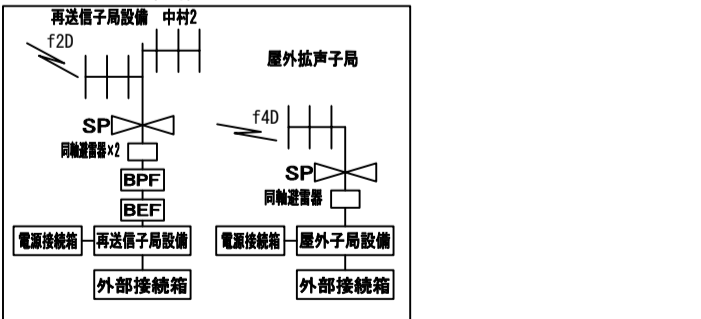 再送信子局設備 中村2
f2D
屋外拡声子局
f4D
SP
同軸避雷器×2
BPF
SP
同軸避雷器
BEF
電源接続箱
再送信子局設備
電源接続箱
屋外子局設備
外部接続箱
外部接続箱